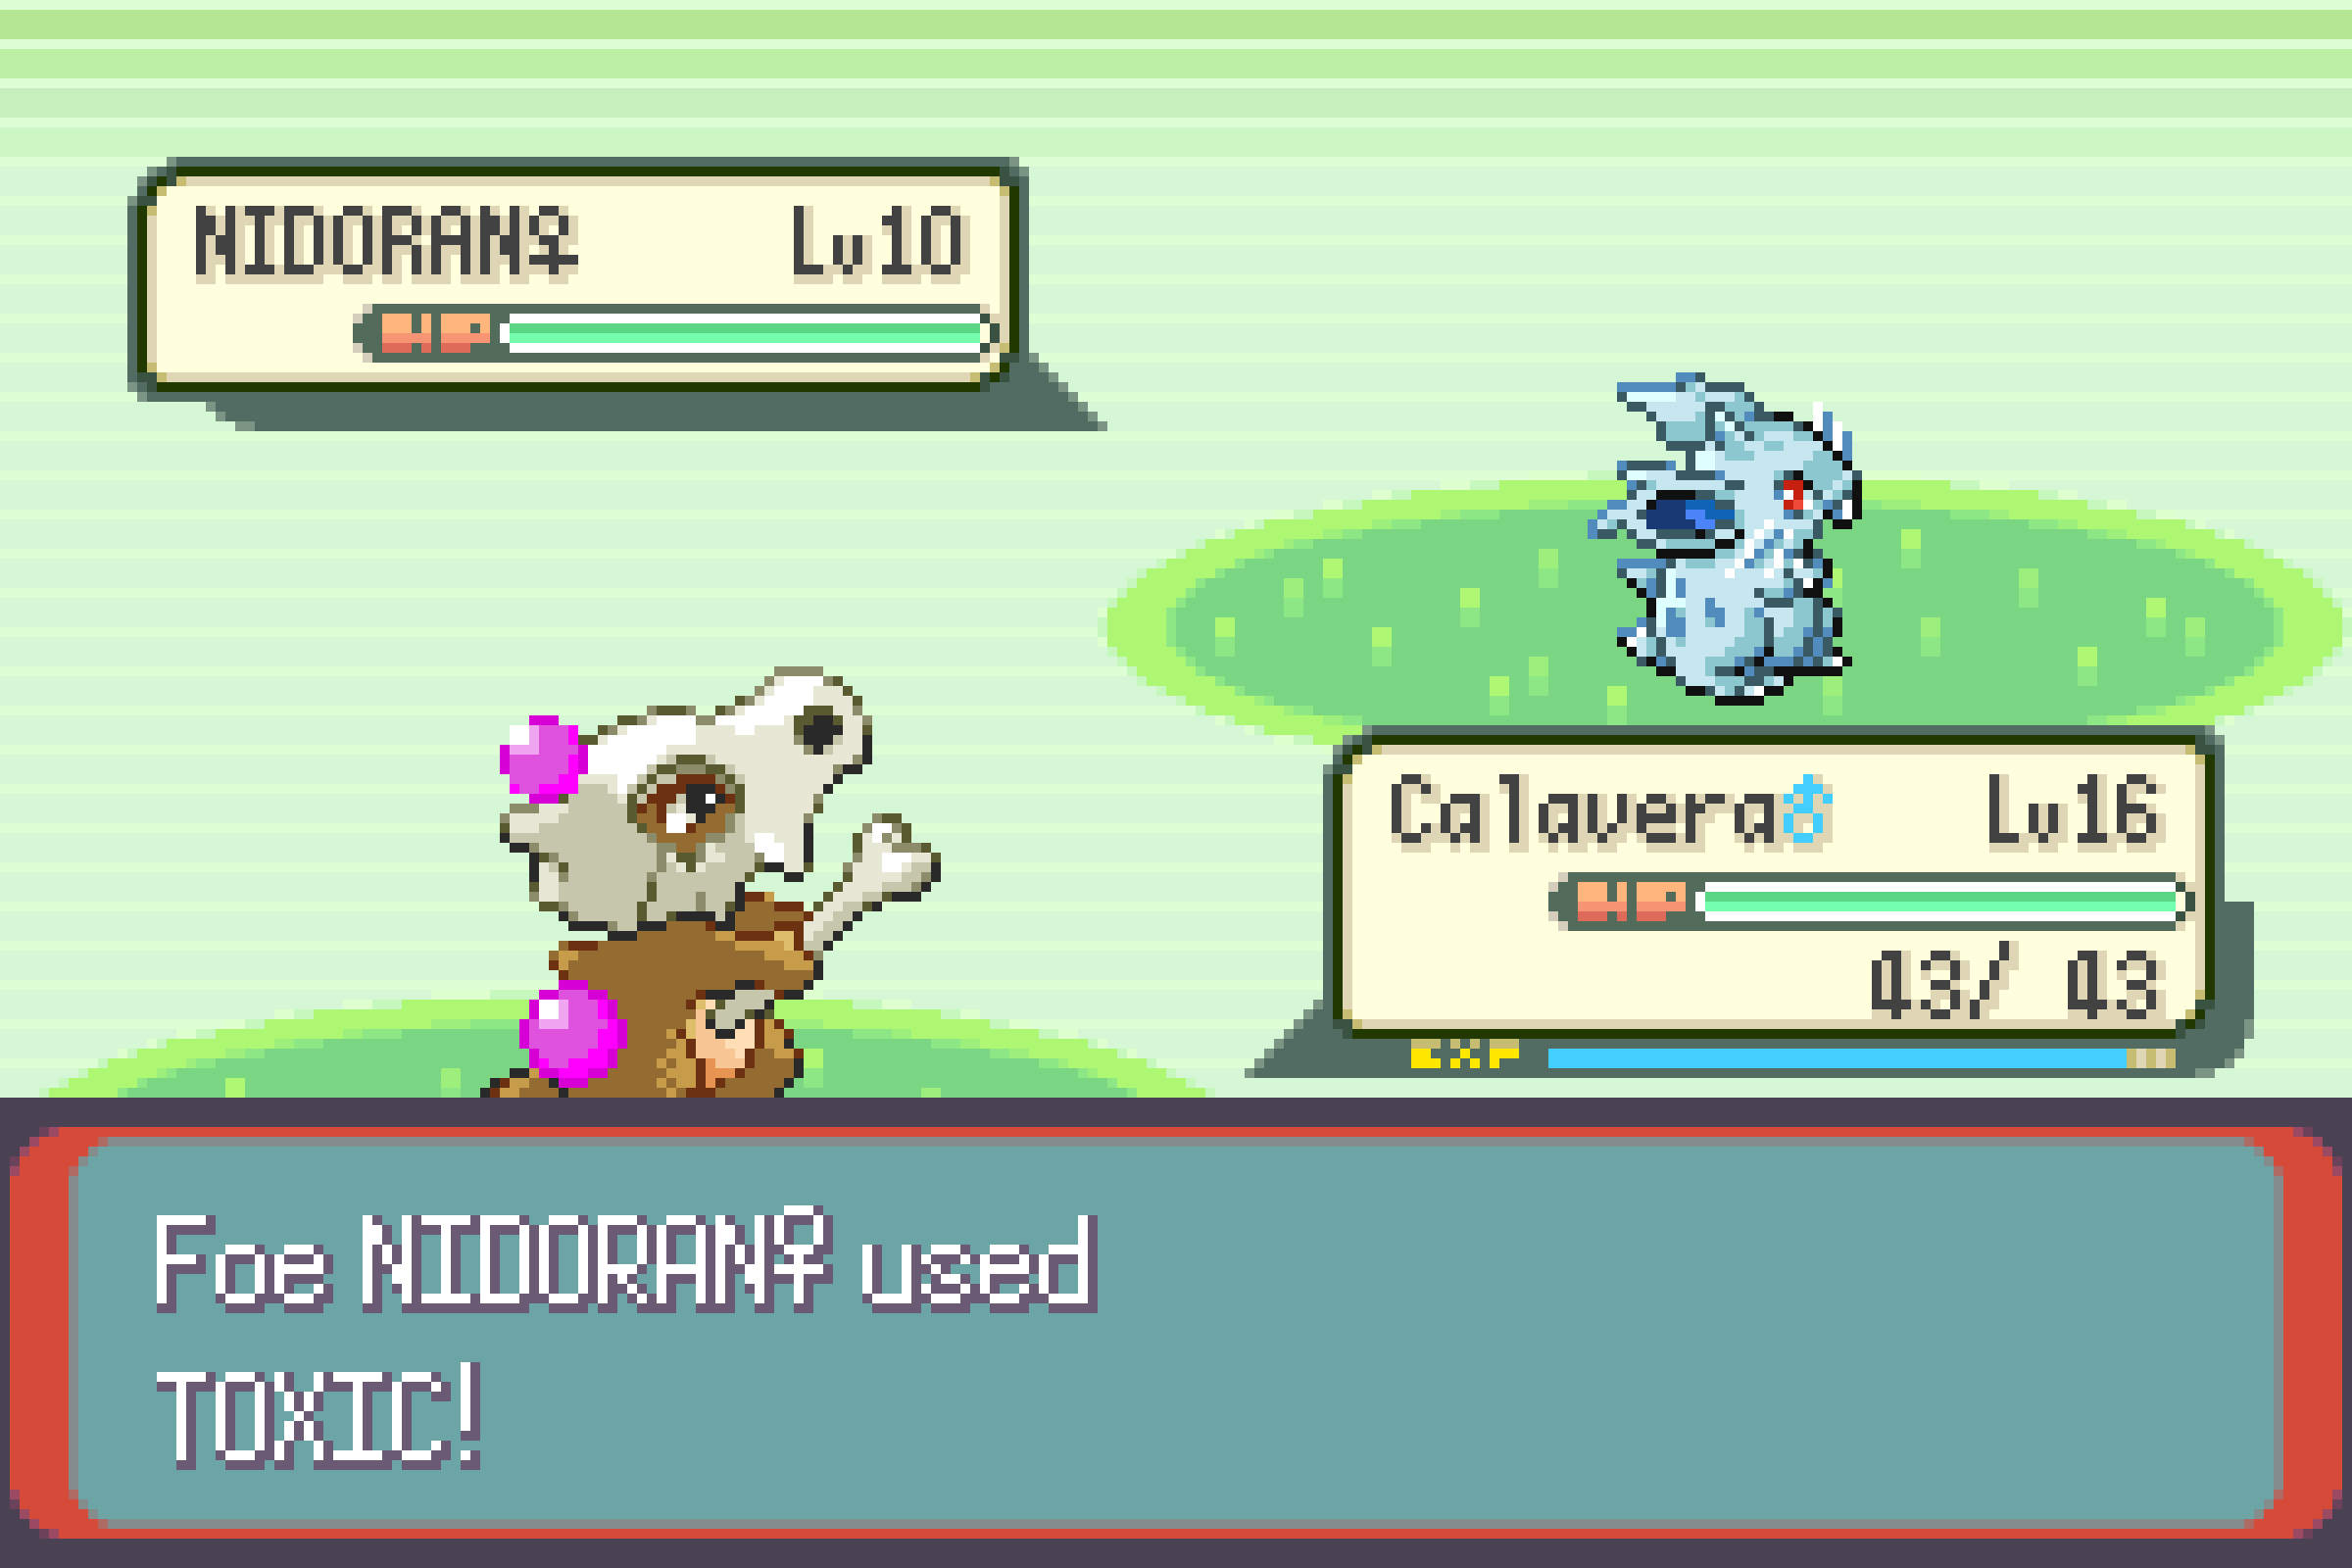 NIDORAN♀ Lv10
HP
Calavera♂ Lv16
HP
43/ 43
EXP
Foe NIDORAN♀ used
TOXIC!